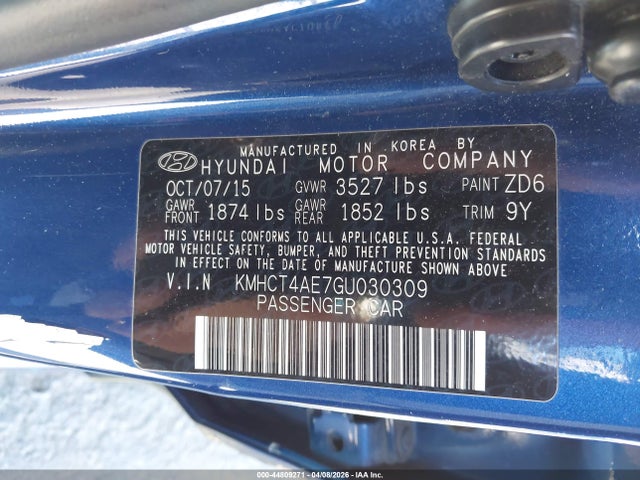 MANUFACTURED IN KOREA BY
HYUNDAI MOTOR COMPANY
OCT/07/15 GVWR 3527 lbs PAINT ZD6
GAWR FRONT 1874 lbs GAWR REAR 1852 lbs TRIM 9Y
THIS VEHICLE CONFORMS TO ALL APPLICABLE U.S.A. FEDERAL
MOTOR VEHICLE SAFETY, BUMPER, AND THEFT PREVENTION STANDARDS
IN EFFECT ON THE DATE OF MANUFACTURE SHOWN ABOVE
V.I.N KMHCT4AE7GU030309
PASSENGER CAR
000-44809271 - 04/08/2026 - IAA Inc.